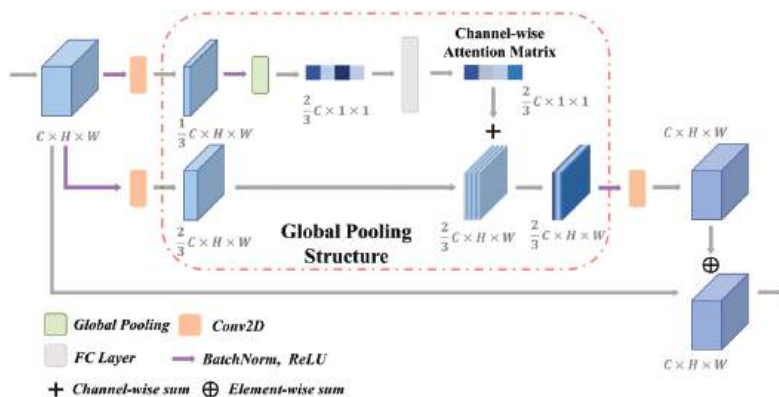 Channel-wise
Attention Matrix
2/3 C × 1 × 1
2/3 C × 1 × 1
C × H × W
1/3 C × H × W
C × H × W
2/3 C × H × W
Global Pooling
Structure
2/3 C × H × W
2/3 C × H × W
Global Pooling
Conv2D
FC Layer
BatchNorm, ReLU
Channel-wise sum
Element-wise sum
C × H × W